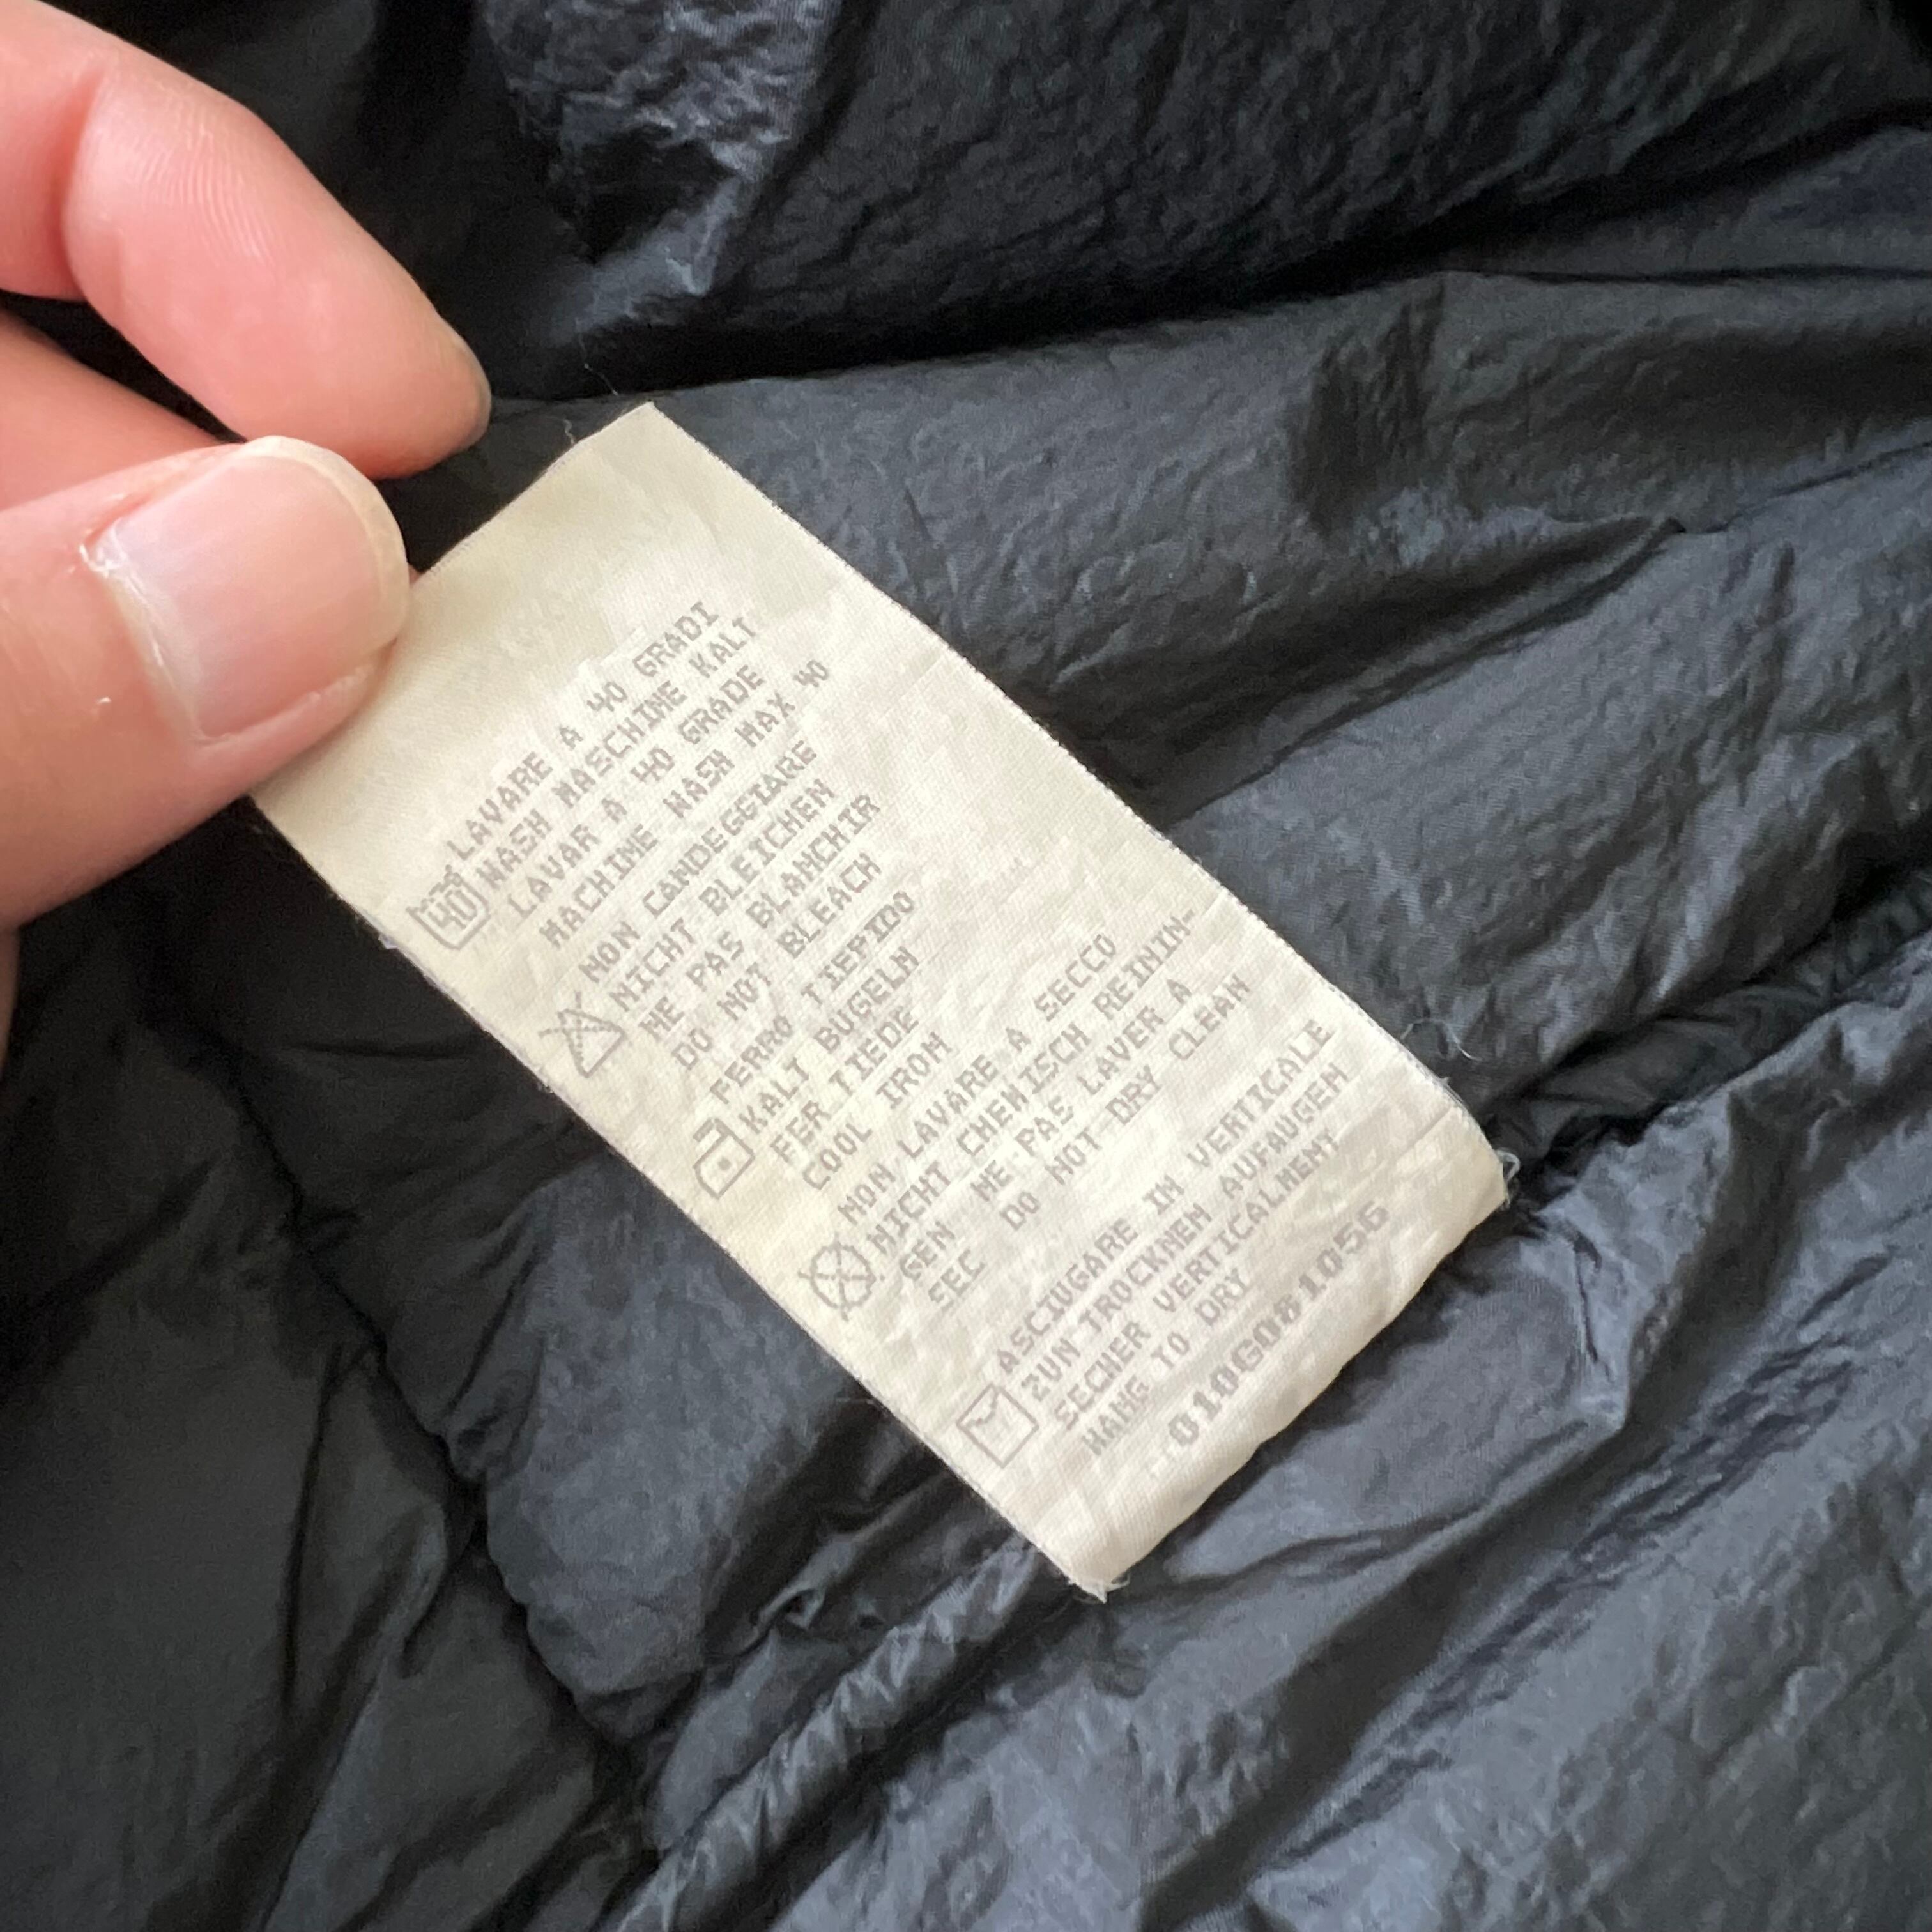 LAVARE A 40 GRADI
WASH MASCHINE KALT
LAVAR A 40 GRADE
MACHINE WASH MAX 40
40
NON CANDEGGIARE
NICHT BLEICHEN
NE PAS BLANCHIR
DO NOT BLEACH
FERRO TIEPIDO
KALT BUGELN
FER TIEDE
COOL IRON
NON LAVARE A SECCO
NICHT CHEMISCH REININ-
GEN NE PAS LAVER A
SEC DO NOT DRY CLEAN
ASCIUGARE IN VERTICALE
ZUN TROCKNEN AUFAUGEN
SECHER VERTICALMENT
HANG TO DRY
010G081056